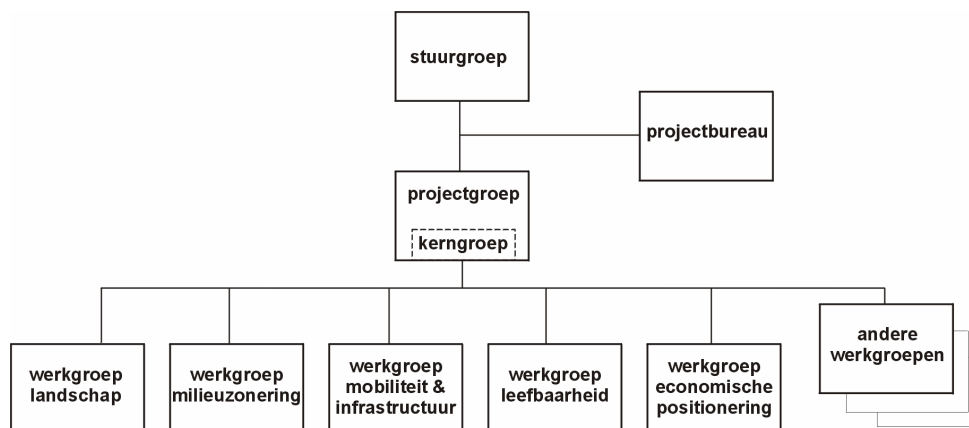 stuurgroep
projectbureau
projectgroep
kerngroep
werkgroep
landschap
werkgroep
milieuzonering
werkgroep
mobiliteit &
infrastructuur
werkgroep
leefbaarheid
werkgroep
economische
positionering
andere
werkgroepen